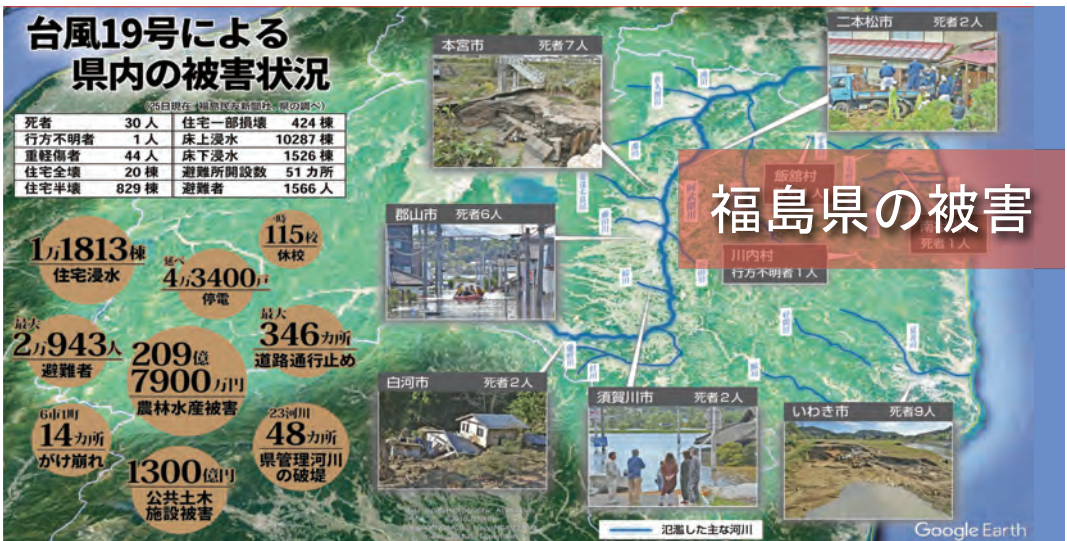 台風19号による
県内の被害状況
(25日現在 福島民友新聞社、県の調べ)
死者 30人 住宅一部損壊 424棟
行方不明者 1人 床上浸水 10287棟
重軽傷者 44人 床下浸水 1526棟
住宅全壊 20棟 避難所開設数 51カ所
住宅半壊 829棟 避難者 1566人
1万1813棟
住宅浸水
延べ
4万3400戸
停電
一時
115校
休校
最大
2万943人
避難者
209億
7900万円
農林水産被害
最大
346カ所
道路通行止め
6市1町
14カ所
がけ崩れ
1300億円
公共土木
施設被害
23河川
48カ所
県管理河川
の破堤
本宮市 死者7人
二本松市 死者2人
飯舘村
福島県の被害
郡山市 死者6人
阿武隈川
死者1人
川内村
行方不明者1人
白河市 死者2人
須賀川市 死者2人
いわき市 死者9人
氾濫した主な河川
Google Earth